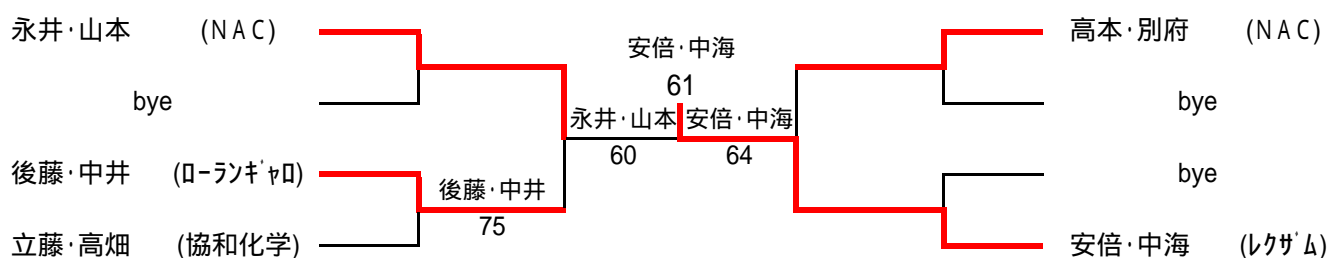 永井・山本 (NAC)
bye
後藤・中井 (ﾛｰﾗﾝｷﾞｬﾛ)
立藤・高畑 (協和化学)
後藤・中井
75
永井・山本
60
安倍・中海
61
安倍・中海
64
高本・別府 (NAC)
bye
bye
安倍・中海 (ﾚｸｻﾞﾑ)